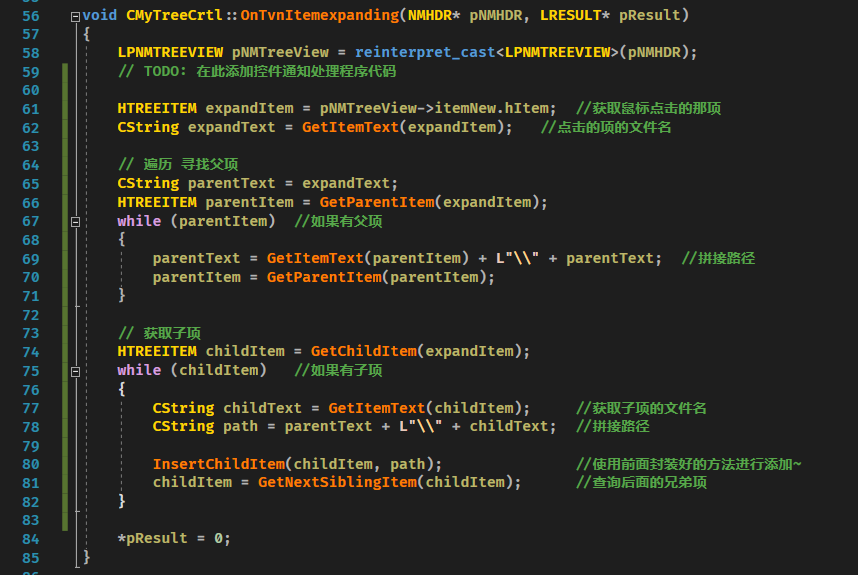 56 void CMyTreeCrtl::OnTvnItemexpanding(NMHDR* pNMHDR, LRESULT* pResult)
57 {
58     LPNMTREEVIEW pNMTreeView = reinterpret_cast<LPNMTREEVIEW>(pNMHDR);
59     // TODO: 在此添加控件通知处理程序代码
60
61     HTREEITEM expandItem = pNMTreeView->itemNew.hItem;  //获取鼠标点击的那项
62     CString expandText = GetItemText(expandItem);   //点击的项的文件名
63
64     // 遍历 寻找父项
65     CString parentText = expandText;
66     HTREEITEM parentItem = GetParentItem(expandItem);
67     while (parentItem)  //如果有父项
68     {
69         parentText = GetItemText(parentItem) + L"\\" + parentText;  //拼接路径
70         parentItem = GetParentItem(parentItem);
71     }
72
73     // 获取子项
74     HTREEITEM childItem = GetChildItem(expandItem);
75     while (childItem)   //如果有子项
76     {
77         CString childText = GetItemText(childItem);     //获取子项的文件名
78         CString path = parentText + L"\\" + childText;  //拼接路径
79
80         InsertChildItem(childItem, path);               //使用前面封装好的方法进行添加~
81         childItem = GetNextSiblingItem(childItem);      //查询后面的兄弟项
82     }
83
84     *pResult = 0;
85 }